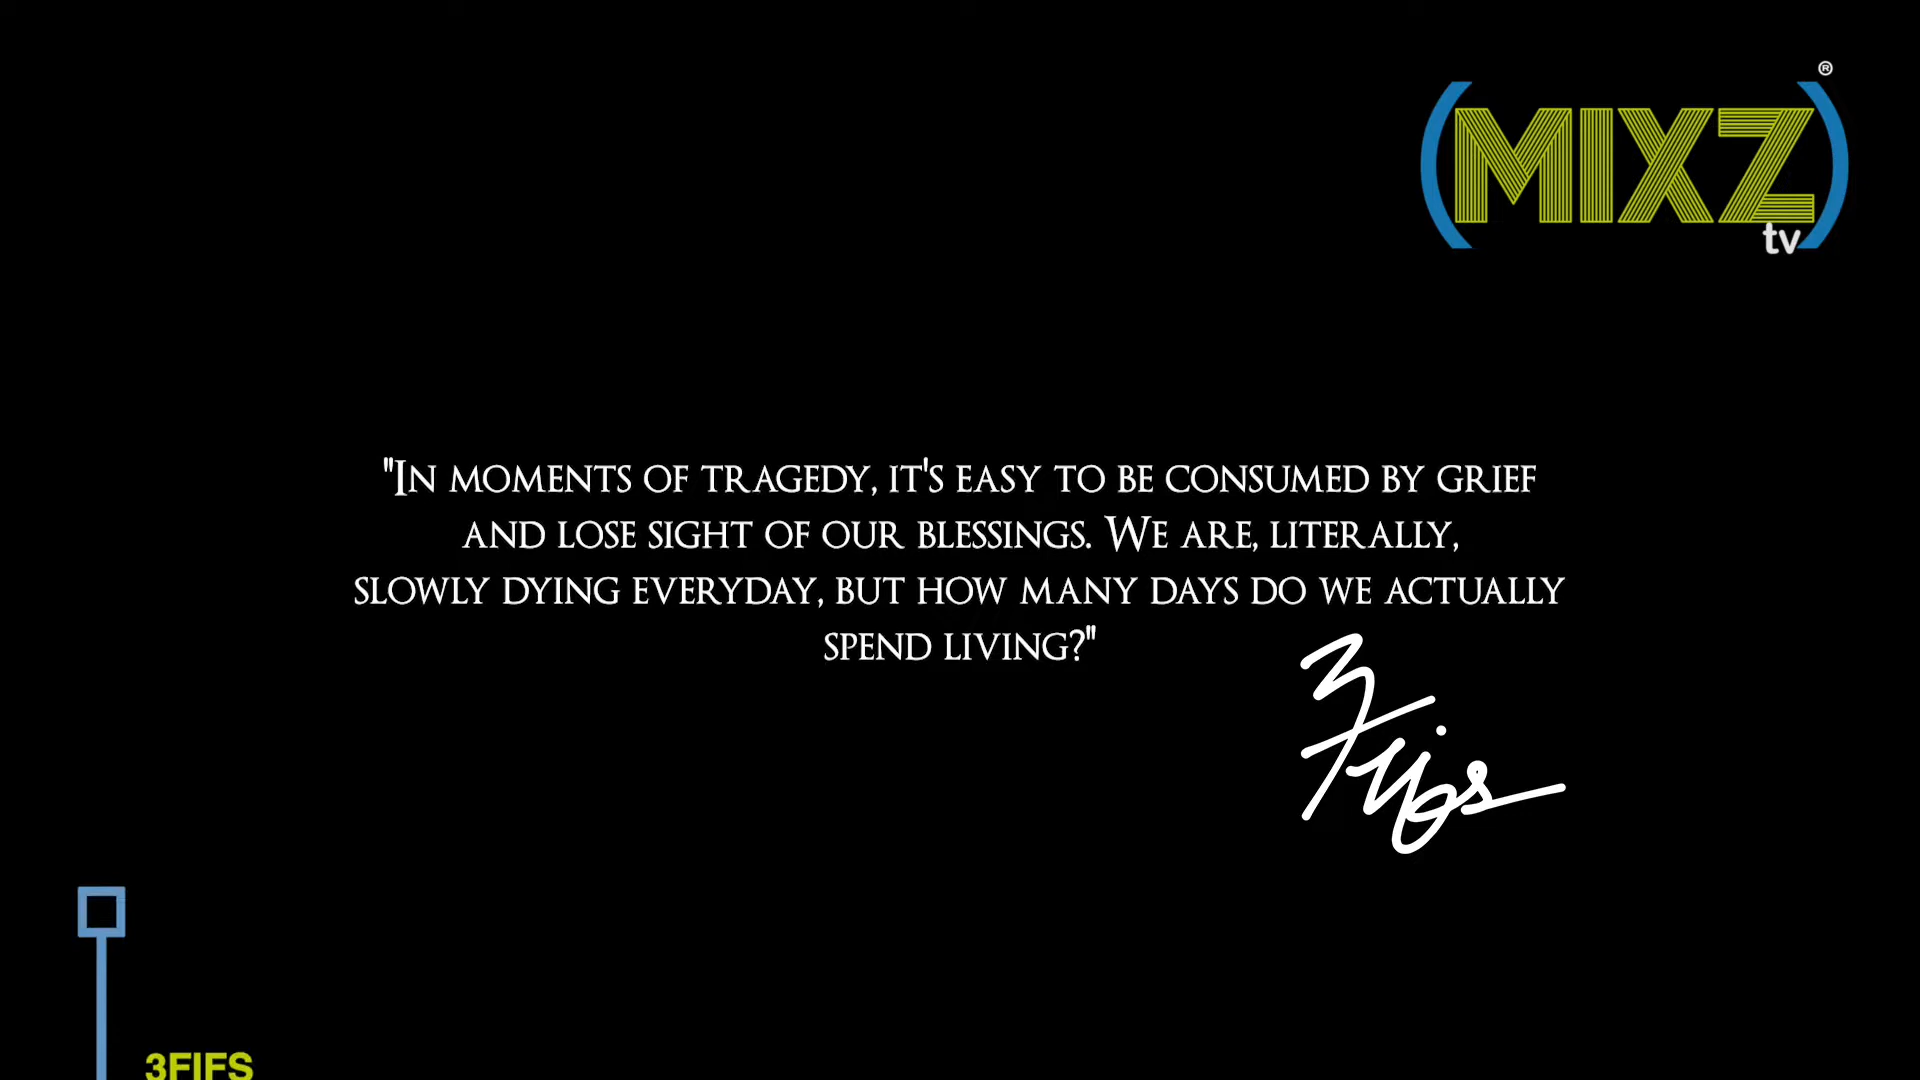 ®
(MIXZ)
tv
"In moments of tragedy, it's easy to be consumed by grief
and lose sight of our blessings. We are, literally,
slowly dying everyday, but how many days do we actually
spend living?"
3Fifs
3FIFS